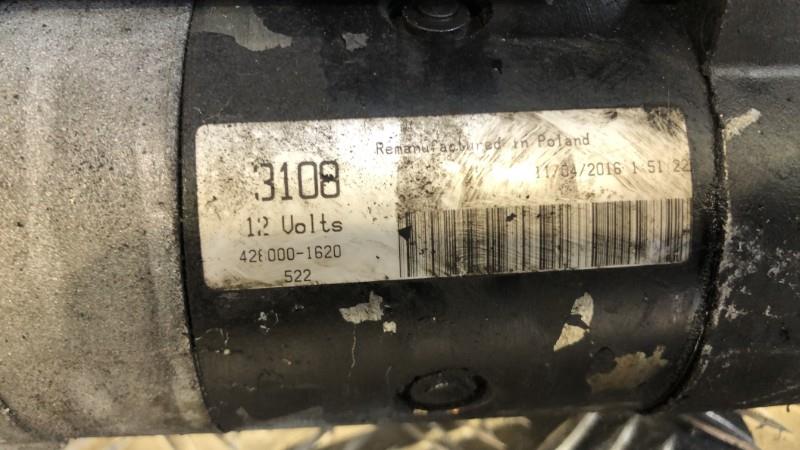 Remanufactured in Poland
11/04/2016 1 51 22
3108
12 Volts
428000-1620
522